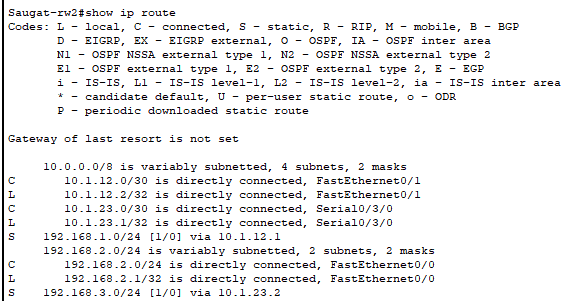 Saugat-rw2#show ip route
Codes: L - local, C - connected, S - static, R - RIP, M - mobile, B - BGP
       D - EIGRP, EX - EIGRP external, O - OSPF, IA - OSPF inter area
       N1 - OSPF NSSA external type 1, N2 - OSPF NSSA external type 2
       E1 - OSPF external type 1, E2 - OSPF external type 2, E - EGP
       i - IS-IS, L1 - IS-IS level-1, L2 - IS-IS level-2, ia - IS-IS inter area
       * - candidate default, U - per-user static route, o - ODR
       P - periodic downloaded static route
Gateway of last resort is not set
     10.0.0.0/8 is variably subnetted, 4 subnets, 2 masks
C       10.1.12.0/30 is directly connected, FastEthernet0/1
L       10.1.12.2/32 is directly connected, FastEthernet0/1
C       10.1.23.0/30 is directly connected, Serial0/3/0
L       10.1.23.1/32 is directly connected, Serial0/3/0
S    192.168.1.0/24 [1/0] via 10.1.12.1
     192.168.2.0/24 is variably subnetted, 2 subnets, 2 masks
C       192.168.2.0/24 is directly connected, FastEthernet0/0
L       192.168.2.1/32 is directly connected, FastEthernet0/0
S    192.168.3.0/24 [1/0] via 10.1.23.2